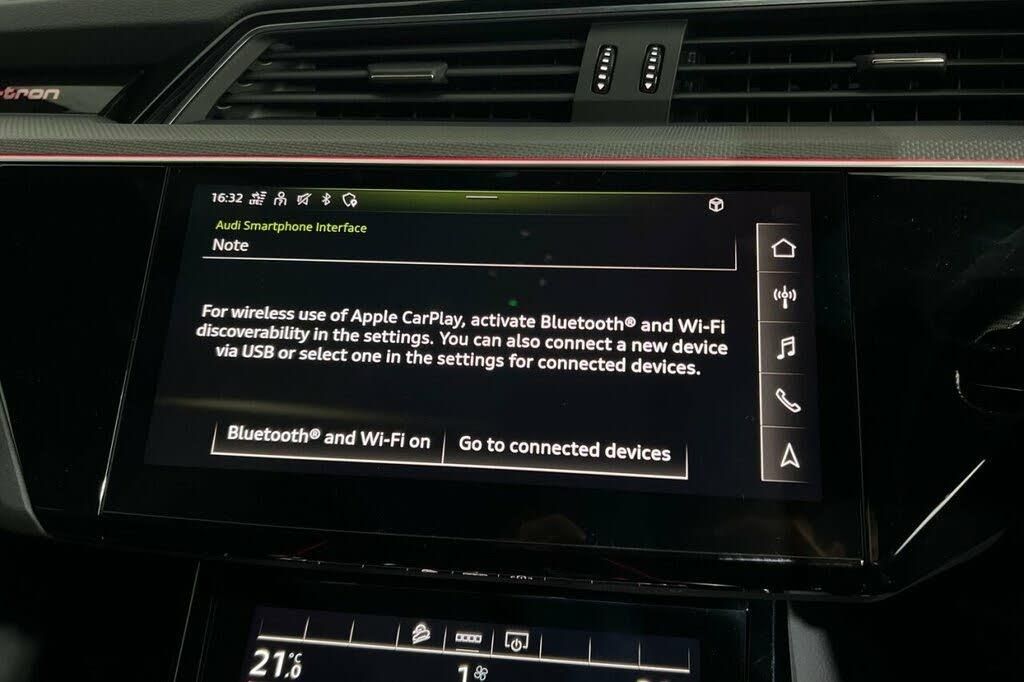 -tron
16:32
Audi Smartphone Interface
Note
For wireless use of Apple CarPlay, activate Bluetooth® and Wi-Fi
discoverability in the settings. You can also connect a new device
via USB or select one in the settings for connected devices.
Bluetooth® and Wi-Fi on
Go to connected devices
21.0 °C
1